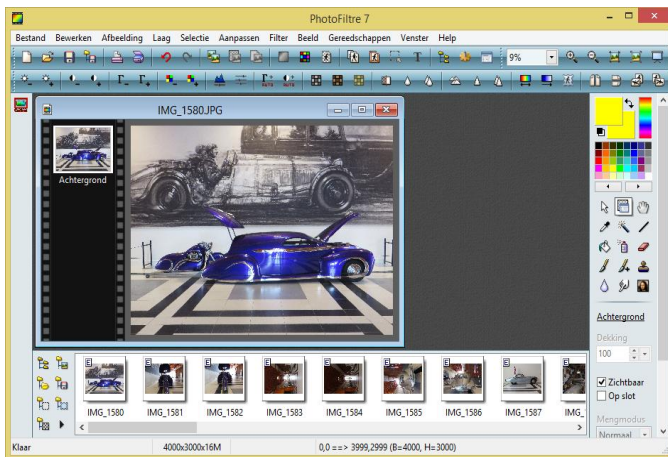 PhotoFiltre 7
Bestand Bewerken Afbeelding Laag Selectie Aanpassen Filter Beeld Gereedschappen Venster Help
9%
IMG_1580.JPG
Achtergrond
Achtergrond
Dekking
100
Zichtbaar
Op slot
Mengmodus
Normaal
IMG_1580 IMG_1581 IMG_1582 IMG_1583 IMG_1584 IMG_1585 IMG_1586 IMG_1587 IMG_
Klaar 4000x3000x16M 0,0 ==> 3999,2999 (B=4000, H=3000)